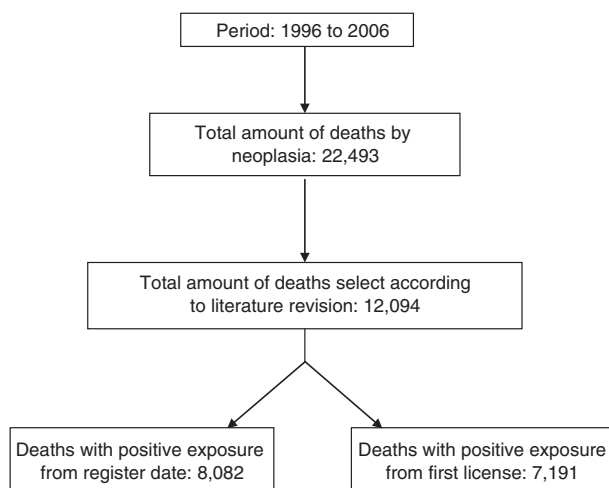 Period: 1996 to 2006
Total amount of deaths by
neoplasia: 22,493
Total amount of deaths select according
to literature revision: 12,094
Deaths with positive exposure
from register date: 8,082
Deaths with positive exposure
from first license: 7,191